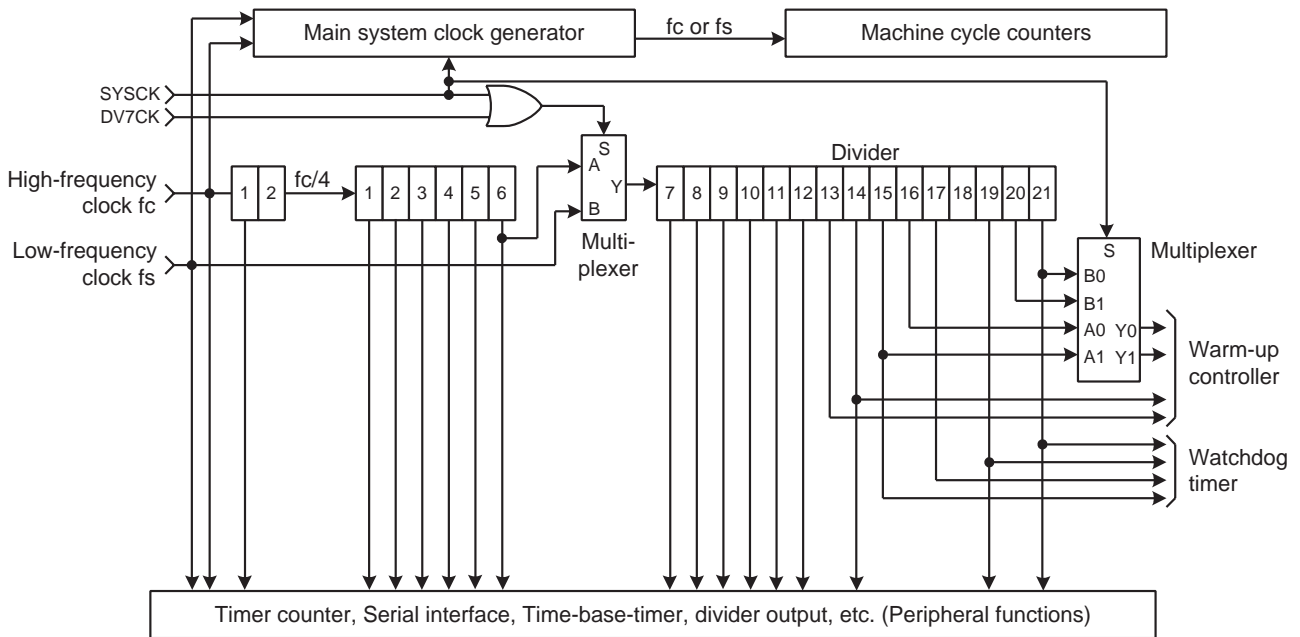 Main system clock generator
fc or fs
Machine cycle counters
SYSCK
DV7CK
High-frequency
clock fc
Low-frequency
clock fs
1 2
fc/4
1 2 3 4 5 6
S
A
Y
B
Multi-
plexer
Divider
7 8 9 10 11 12 13 14 15 16 17 18 19 20 21
S
B0
B1
A0 Y0
A1 Y1
Multiplexer
Warm-up
controller
Watchdog
timer
Timer counter, Serial interface, Time-base-timer, divider output, etc. (Peripheral functions)